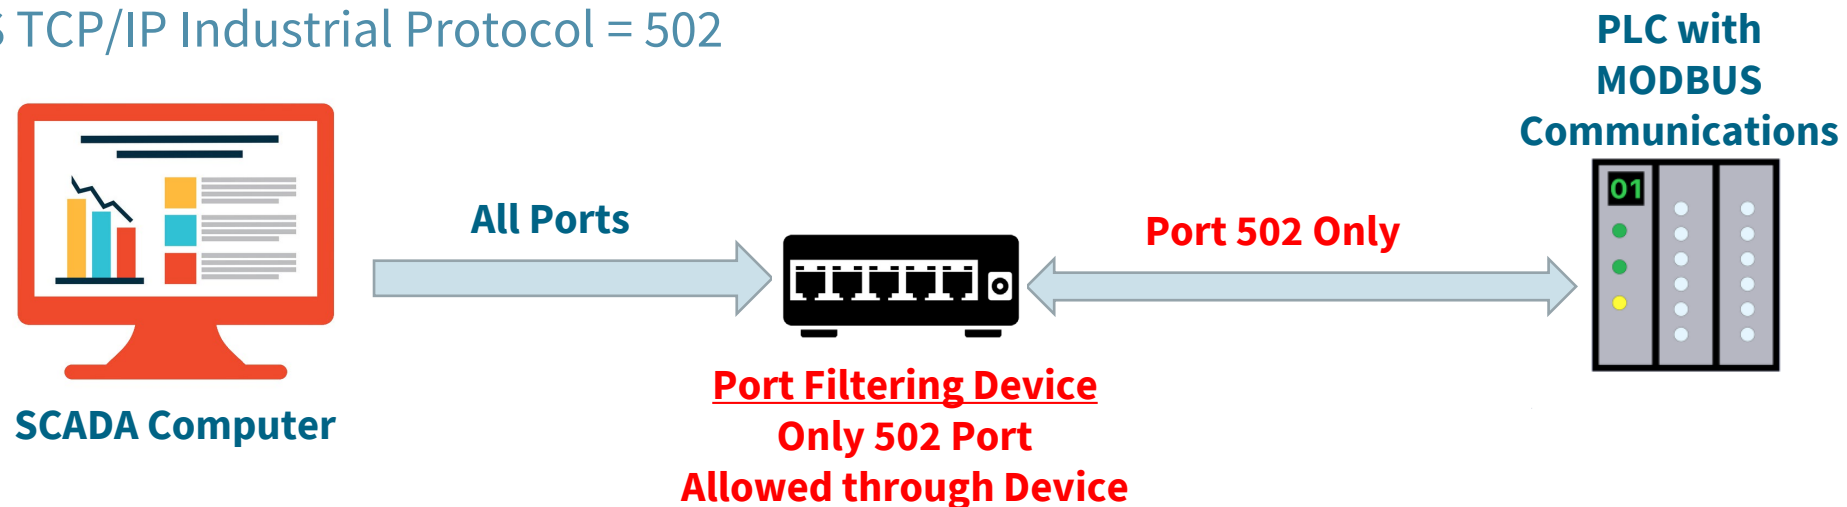 S TCP/IP Industrial Protocol = 502
PLC with
MODBUS
Communications
01
All Ports
Port 502 Only
Port Filtering Device
Only 502 Port
Allowed through Device
SCADA Computer